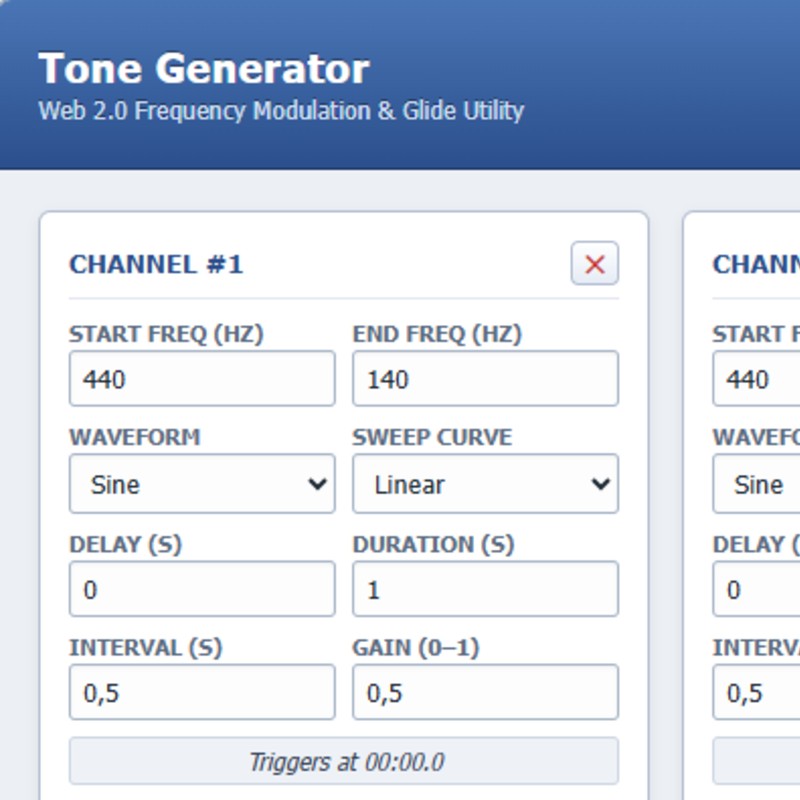 Tone Generator
Web 2.0 Frequency Modulation & Glide Utility
CHANNEL #1
START FREQ (HZ) END FREQ (HZ)
440 140
WAVEFORM SWEEP CURVE
Sine Linear
DELAY (S) DURATION (S)
0 1
INTERVAL (S) GAIN (0–1)
0,5 0,5
Triggers at 00:00.0
440
Sine
0
0,5